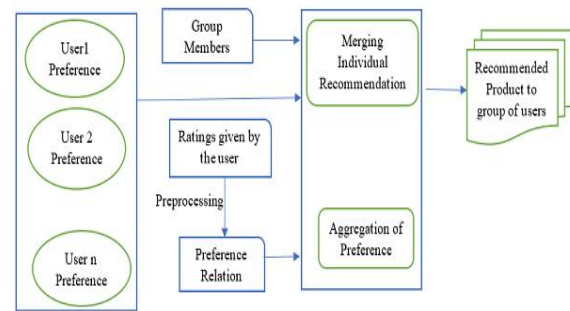 User1
Preference
User 2
Preference
User n
Preference
Group
Members
Ratings given by
the user
Preprocessing
Preference
Relation
Merging
Individual
Recommendation
Aggregation of
Preference
Recommended
Product to
group of users